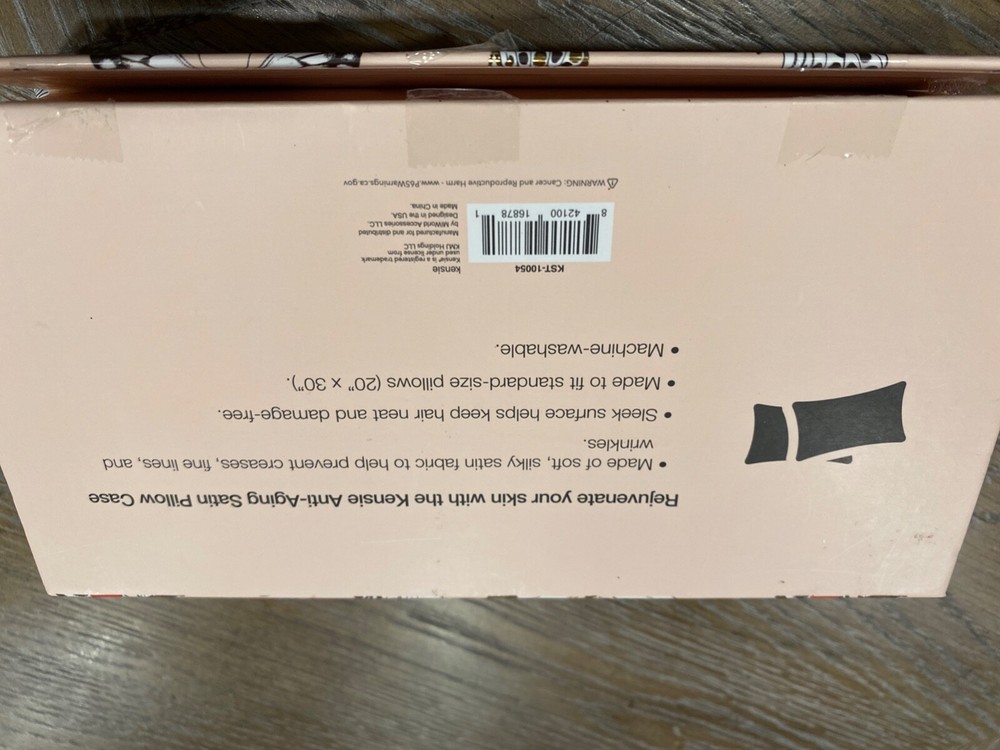 Rejuvenate your skin with the Kensie Anti-Aging Satin Pillow Case
• Made of soft, silky satin fabric to help prevent creases, fine lines, and
wrinkles.
• Sleek surface helps keep hair neat and damage-free.
• Made to fit standard-size pillows (20" x 30").
• Machine-washable.
KST-10054
8 42100 16878 1
kensie
Kensie® is a registered trademark
used under license from
KMJ Holdings LLC
Manufactured for and distributed
by MiWorld Accessories LLC.
Designed in the USA.
Made in China.
⚠ WARNING: Cancer and Reproductive Harm - www.P65Warnings.ca.gov